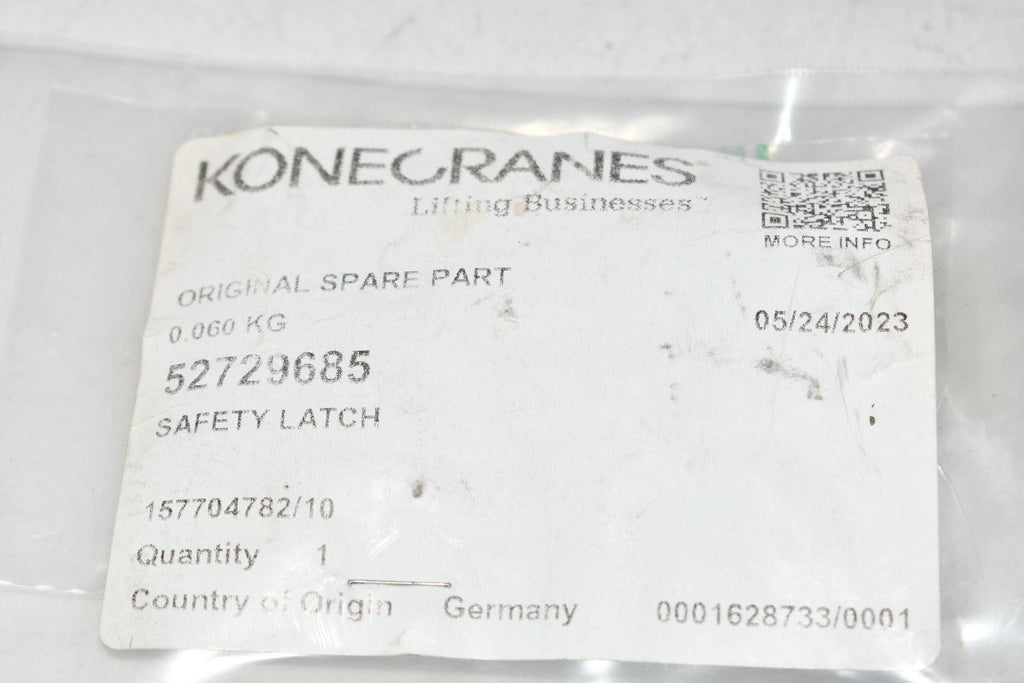 KONECRANES
Lifting Businesses
MORE INFO
ORIGINAL SPARE PART
0.060 KG
05/24/2023
52729685
SAFETY LATCH
157704782/10
Quantity 1
Country of Origin Germany 0001628733/0001